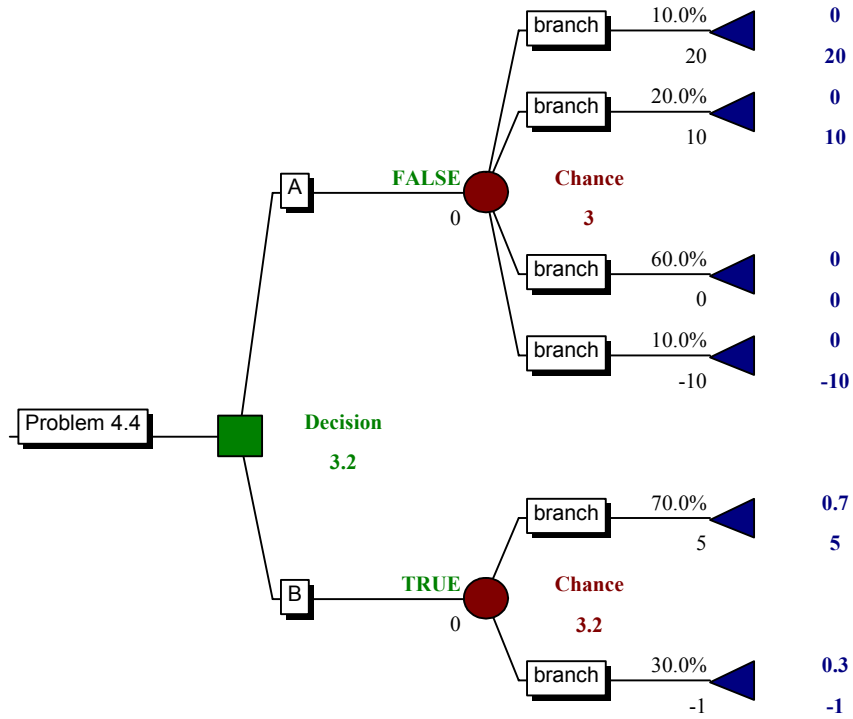 branch 10.0% 0
20 20
branch 20.0% 0
10 10
A FALSE Chance
0 3
branch 60.0% 0
0 0
branch 10.0% 0
-10 -10
Problem 4.4 Decision
3.2
branch 70.0% 0.7
5 5
B TRUE Chance
0 3.2
branch 30.0% 0.3
-1 -1